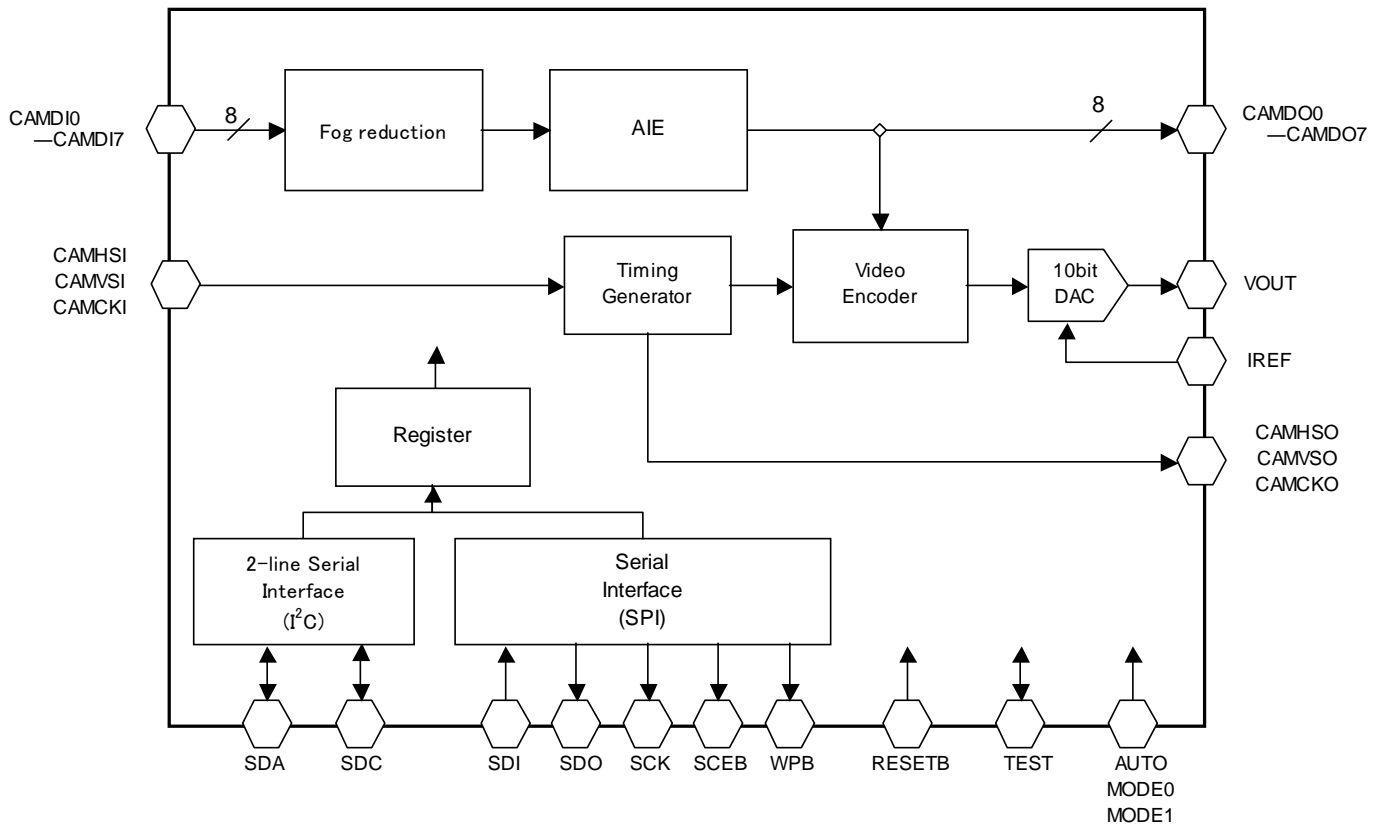 CAMDI0
—CAMDI7
8
Fog reduction
AIE
8
CAMDO0
—CAMDO7
CAMHSI
CAMVSI
CAMCKI
Timing
Generator
Video
Encoder
10bit
DAC
VOUT
IREF
Register
CAMHSO
CAMVSO
CAMCKO
2-line Serial
Interface
(I²C)
Serial
Interface
(SPI)
SDA
SDC
SDI
SDO
SCK
SCEB
WPB
RESETB
TEST
AUTO
MODE0
MODE1